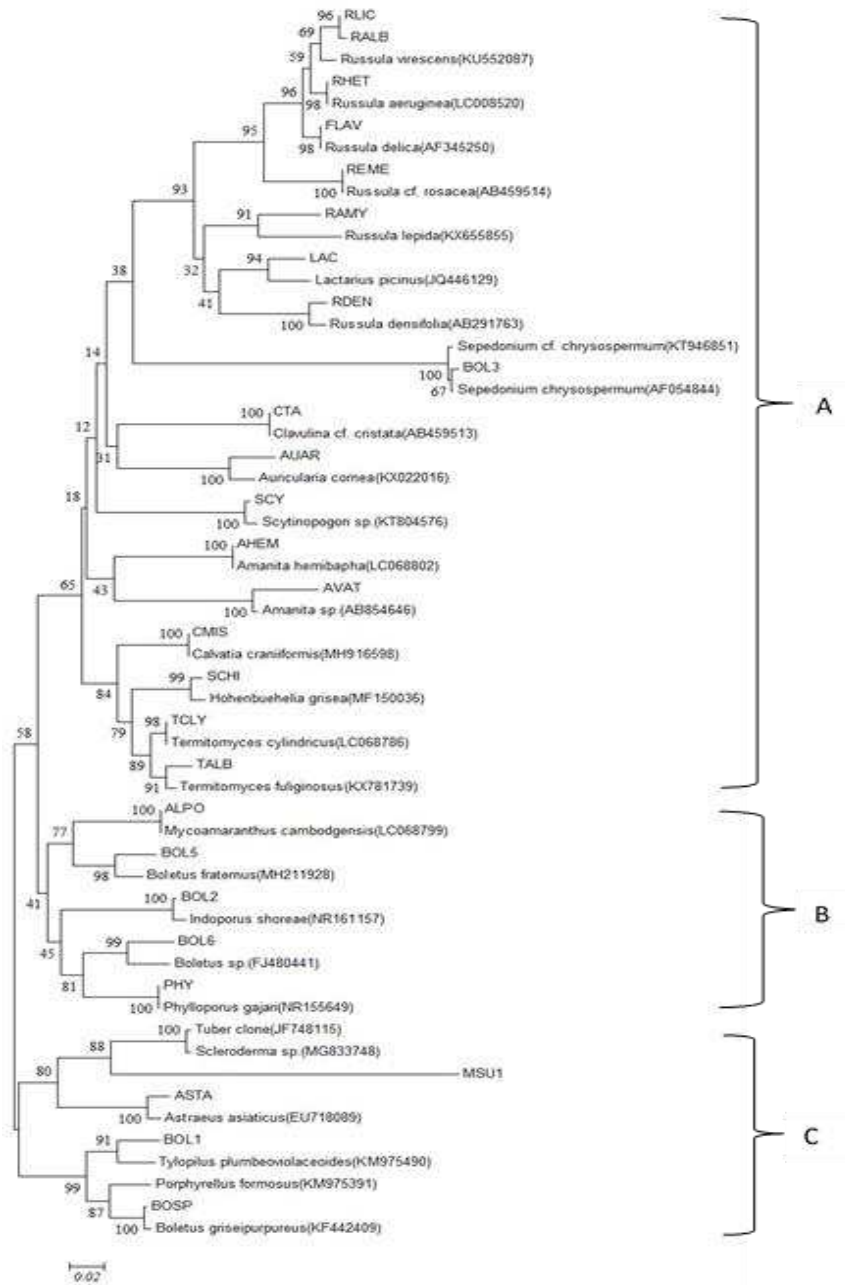 96 RLIC
69 RALB
59 Russula virescens(KU552087)
RHET
96 98 Russula aeruginea(LC008520)
FLAV
95 98 Russula delica(AF345250)
REME
93 100 Russula cf. rosacea(AB459514)
91 RAMY
Russula lepida(KX655855)
32 94 LAC
38 Lactarius picinus(JQ446129)
41 RDEN
100 Russula densifolia(AB291763)
Sepedonium cf. chrysospermum(KT946851)
14 100 BOL3
67 Sepedonium chrysospermum(AF054844)
A
100 CTA
12 Clavulina cf. cristata(AB459513)
31 AUAR
100 Auricularia cornea(KX022016)
18 SCY
100 Scytinopogon sp.(KT804576)
100 AHEM
Amanita hemibapha(LC068802)
65 43 AVAT
100 Amanita sp.(AB854646)
100 CMIS
Calvatia craniiformis(MH916598)
84 99 SCHI
Hohenbuehelia grisea(MF150036)
79 98 TCLY
58 Termitomyces cylindricus(LC068786)
89 TALB
91 Termitomyces fuliginosus(KX781739)
100 ALPO
77 Mycoamaranthus cambodgensis(LC068799)
BOL5
98 Boletus fraternus(MH211928)
41 100 BOL2
Indoporus shoreae(NR161157)
B
45 99 BOL6
Boletus sp.(FJ480441)
81 PHY
100 Phylloporus gajari(NR155649)
100 Tuber clone(JF748115)
88 Scleroderma sp.(MG833748)
80 MSU1
ASTA
100 Astraeus asiaticus(EU718089)
91 BOL1
C
Tylopilus plumbeoviolaceoides(KM975490)
99 Porphyrellus formosus(KM975391)
87 BOSP
100 Boletus griseipurpureus(KF442409)
0.02